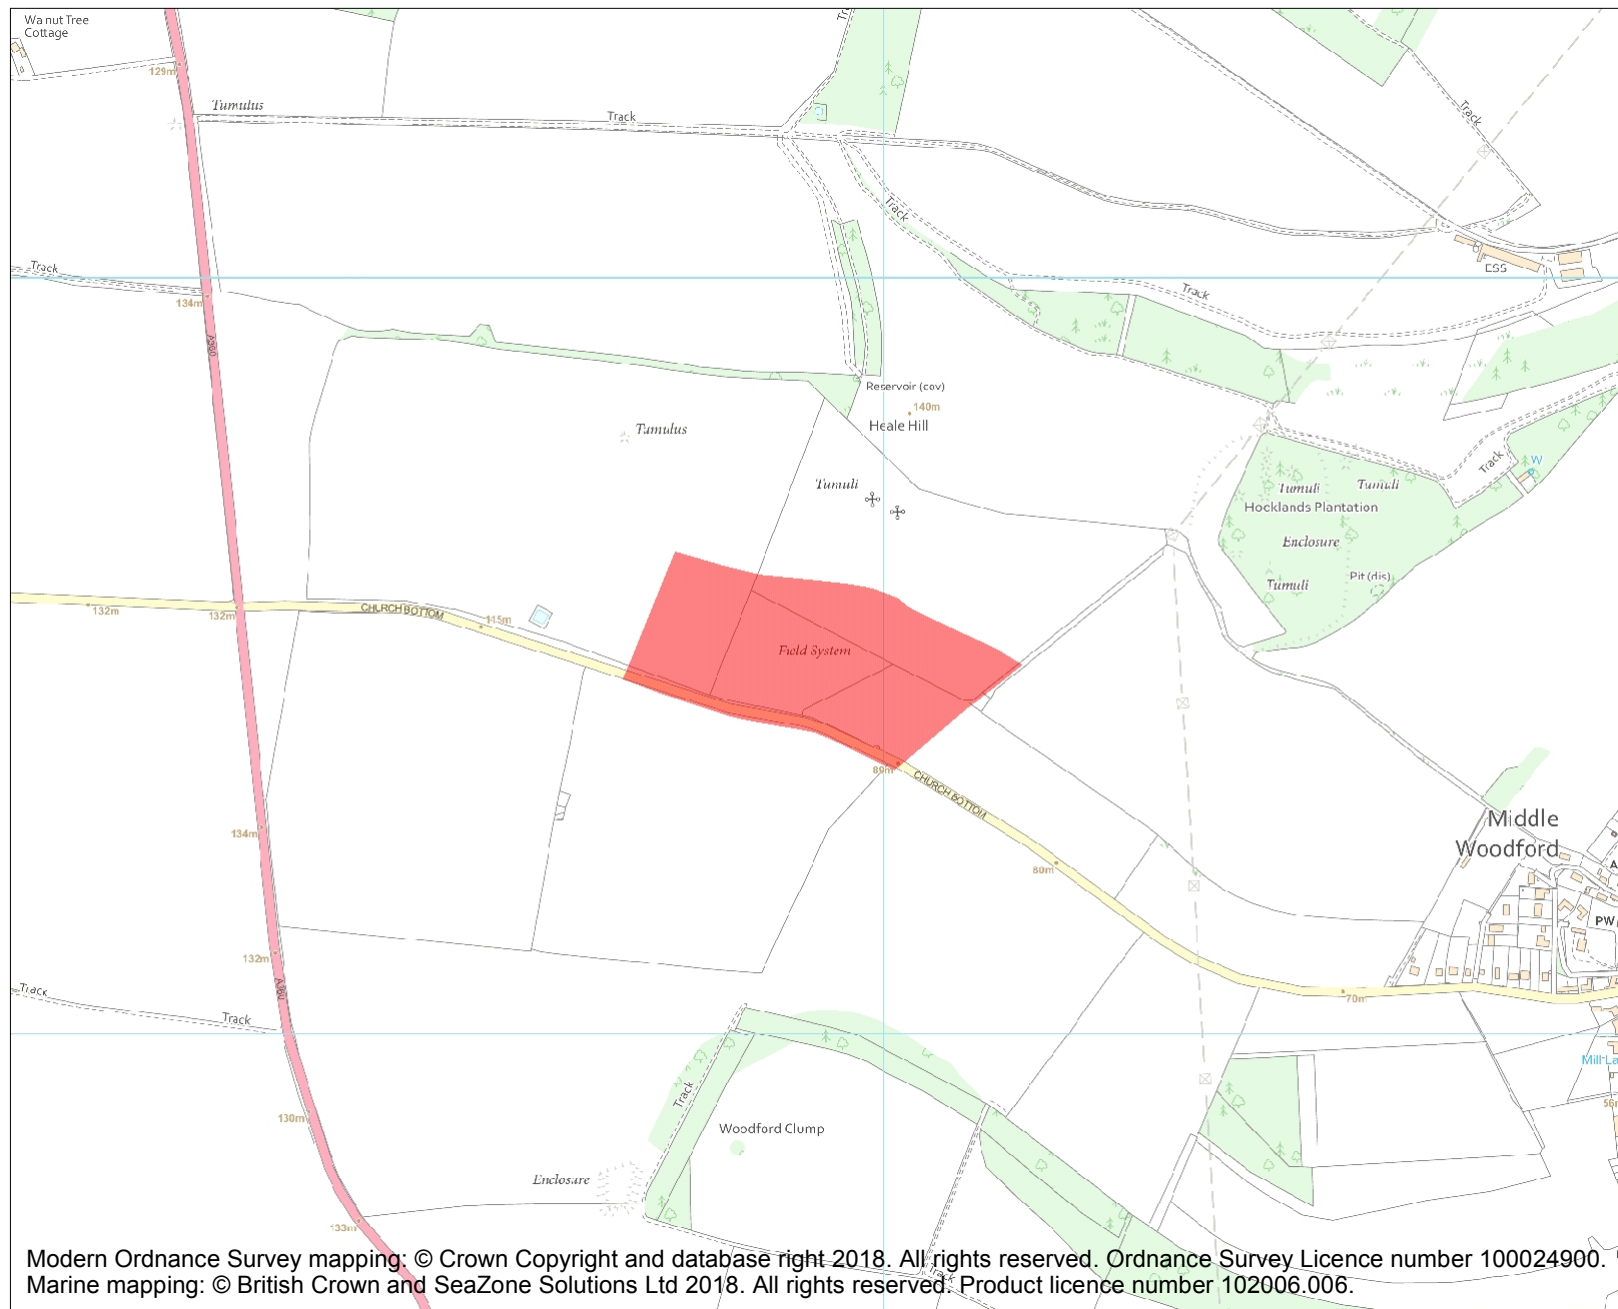 Walnut Tree
Cottage
129m
Tumulus
Track
Track
Track
Track
134m
A360
Track
ESS
Reservoir (cov)
140m
Heale Hill
Tumulus
Tumuli
Tumuli
Tumuli
Hocklands Plantation
Enclosure
Tumuli
Pit (dis)
Track
W
132m
132m
CHURCH BOTTOM
115m
Field System
89m
CHURCH BOTTOM
80m
Middle
Woodford
PW
134m
132m
A360
Track
Track
70m
130m
Track
Woodford Clump
Enclosure
133m
Track
Modern Ordnance Survey mapping: © Crown Copyright and database right 2018. All rights reserved. Ordnance Survey Licence number 100024900.
Marine mapping: © British Crown and SeaZone Solutions Ltd 2018. All rights reserved. Product licence number 102006.006.